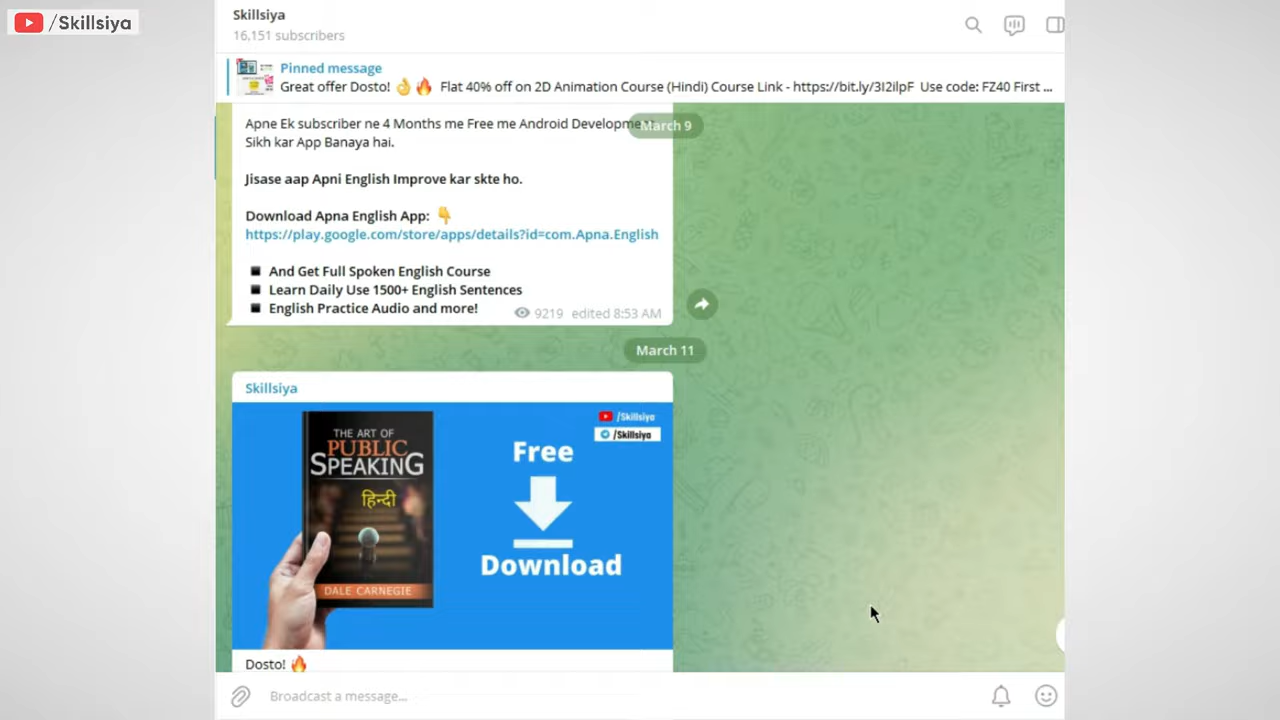 /Skillsiya
Skillsiya
16,151 subscribers
Pinned message
Great offer Dosto! 👌🔥 Flat 40% off on 2D Animation Course (Hindi) Course Link - https://bit.ly/3I2ilpF Use code: FZ40 First ...
March 9
Apne Ek subscriber ne 4 Months me Free me Android
Sikh kar App Banaya hai.
Jisase aap Apni English Improve kar skte ho.
Download Apna English App: 👇
https://play.google.com/store/apps/details?id=com.Apna.English
◾ And Get Full Spoken English Course
◾ Learn Daily Use 1500+ English Sentences
◾ English Practice Audio and more!
9219 edited 8:53 AM
March 11
Skillsiya
/Skillsiya
/Skillsiya
THE ART OF
PUBLIC
SPEAKING
हिन्दी
DALE CARNEGIE
Free
Download
Dosto! 🔥
Broadcast a message...